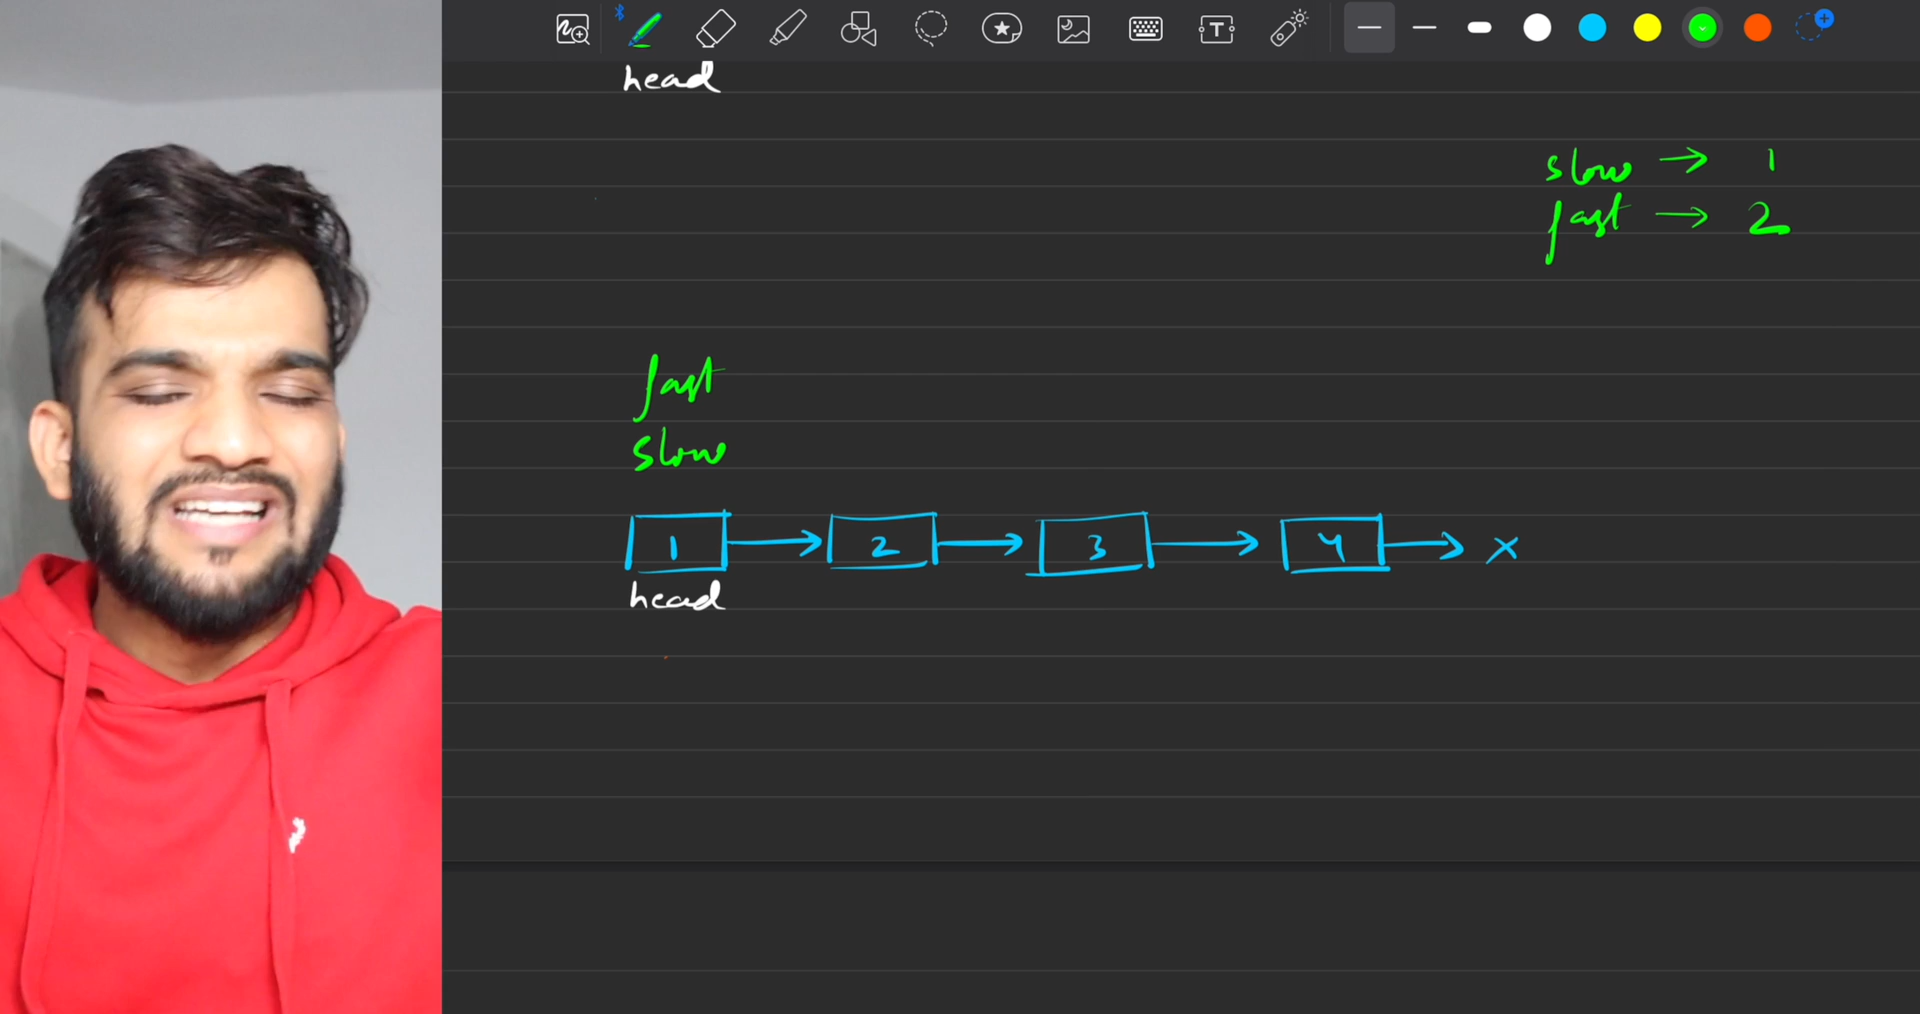 head
slow → 1
fast → 2
fast
slow
1 → 2 → 3 → 4 → x
head